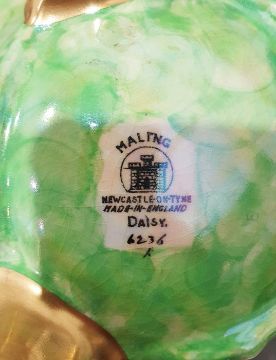 MALING
NEWCASTLE-ON-TYNE
MADE-IN-ENGLAND
Daisy.
6236